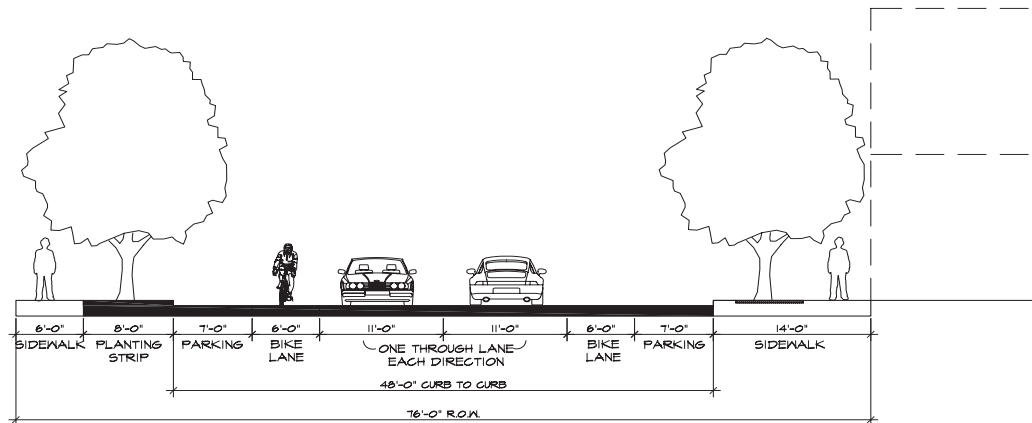 6'-0" 8'-0" 7'-0" 6'-0" 11'-0" 11'-0" 6'-0" 7'-0" 14'-0"
SIDEWALK PLANTING PARKING BIKE ONE THROUGH LANE BIKE PARKING SIDEWALK
STRIP LANE EACH DIRECTION LANE
48'-0" CURB TO CURB
76'-0" R.O.W.